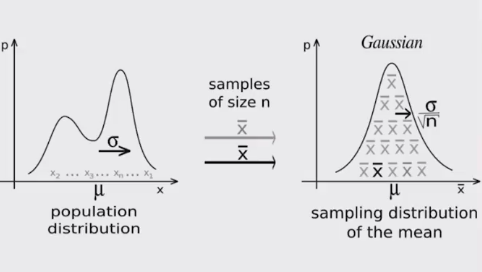 p
σ
x₂ ... x₃... xₙ... x₁
μ
x
population
distribution
samples
of size n
x̄
x̄
Gaussian
p
x̄
x̄ x̄
σ
√n
x̄ x̄ x̄
x̄ x̄ x̄ x̄
x̄ x̄ x̄ x̄ x̄
μ
x̄
sampling distribution
of the mean